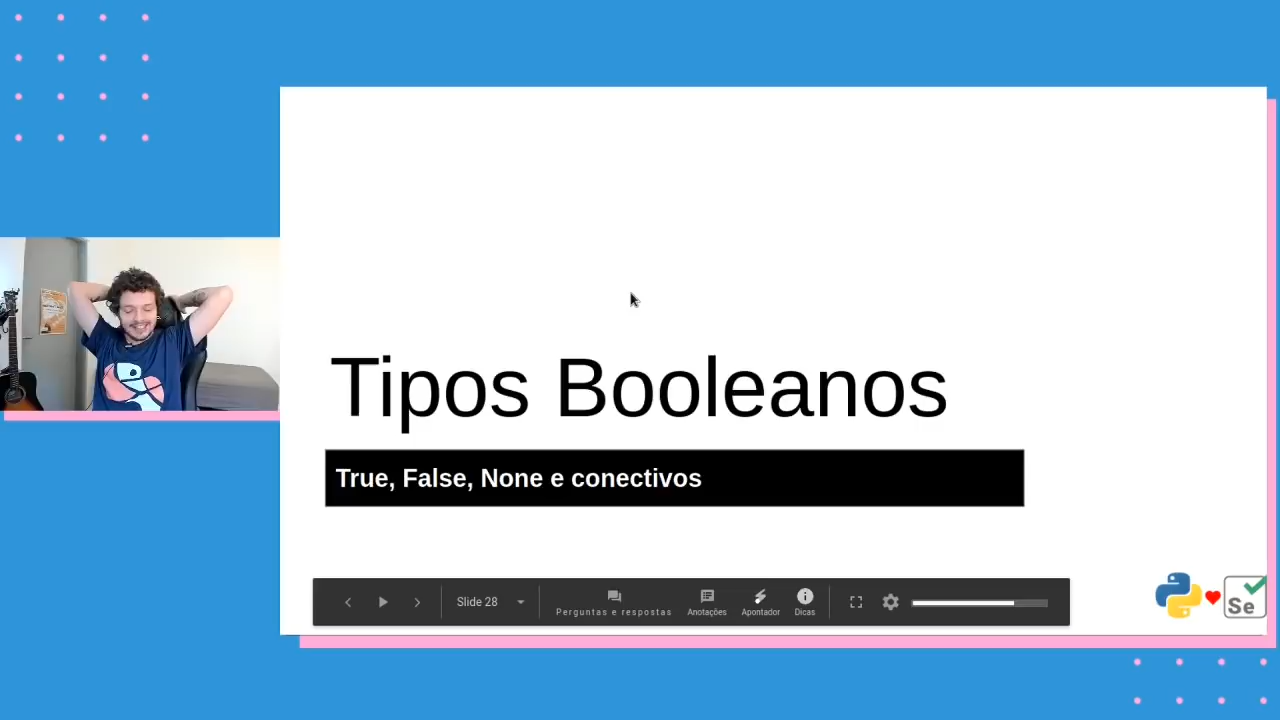 Tipos Booleanos
True, False, None e conectivos
Slide 28
Perguntas e respostas
Anotações
Apontador
Dicas
Se